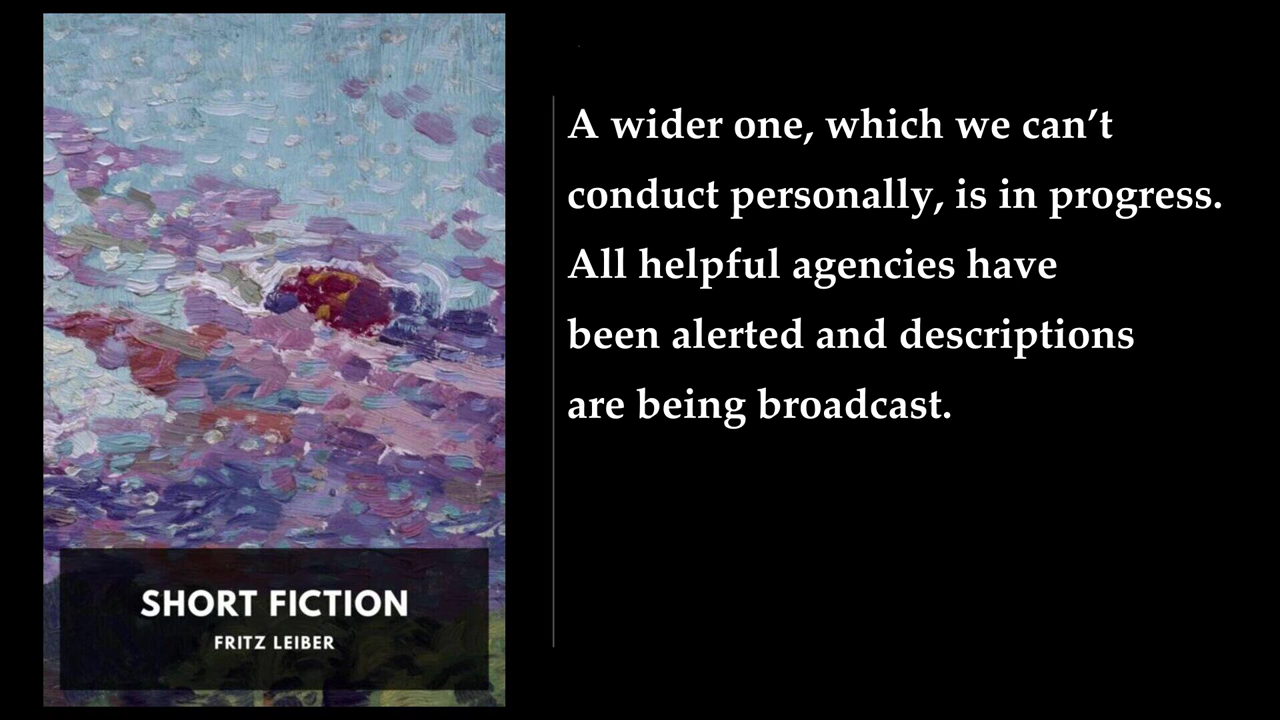 SHORT FICTION
FRITZ LEIBER
A wider one, which we can’t
conduct personally, is in progress.
All helpful agencies have
been alerted and descriptions
are being broadcast.